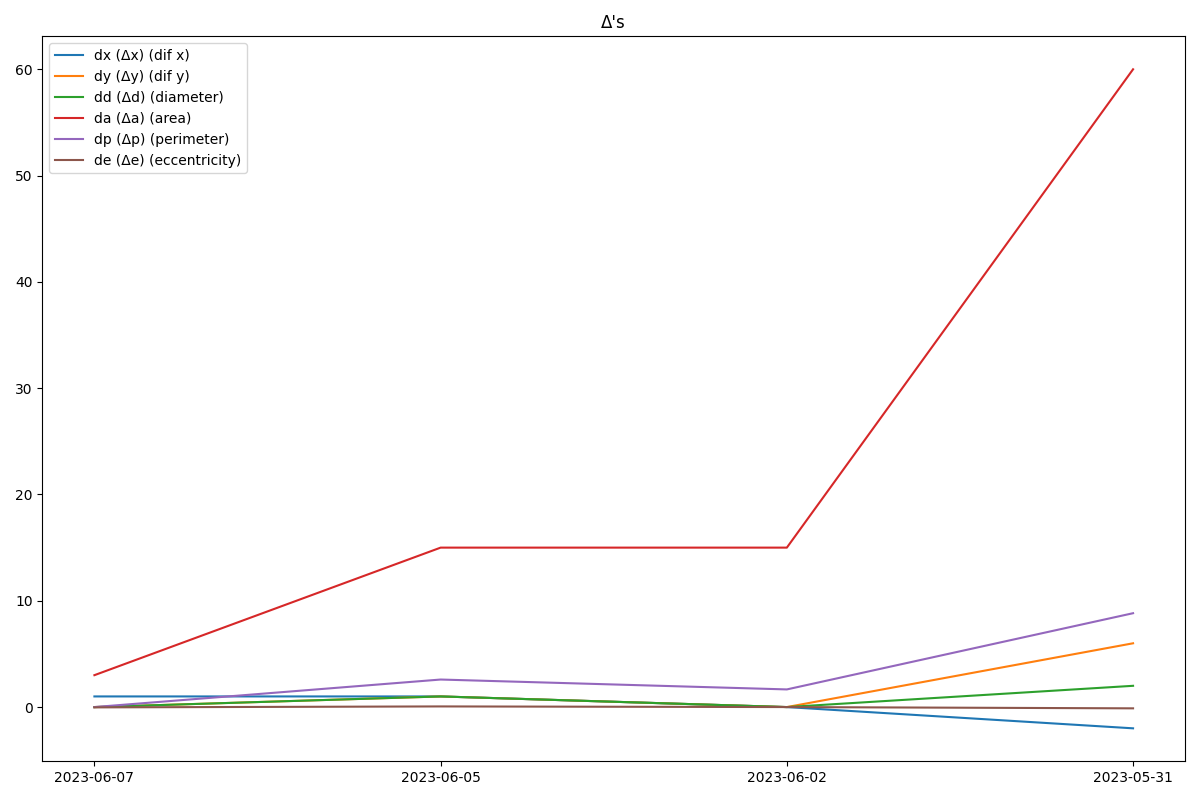 Δ's
dx (Δx) (dif x)
dy (Δy) (dif y)
dd (Δd) (diameter)
da (Δa) (area)
dp (Δp) (perimeter)
de (Δe) (eccentricity)
60
50
40
30
20
10
0
2023-06-07 2023-06-05 2023-06-02 2023-05-31